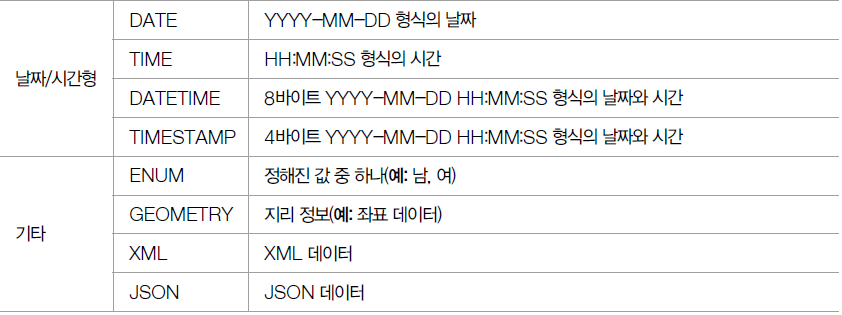 날짜/시간형
DATE YYYY-MM-DD 형식의 날짜
TIME HH:MM:SS 형식의 시간
DATETIME 8바이트 YYYY-MM-DD HH:MM:SS 형식의 날짜와 시간
TIMESTAMP 4바이트 YYYY-MM-DD HH:MM:SS 형식의 날짜와 시간
기타
ENUM 정해진 값 중 하나(예: 남, 여)
GEOMETRY 지리 정보(예: 좌표 데이터)
XML XML 데이터
JSON JSON 데이터